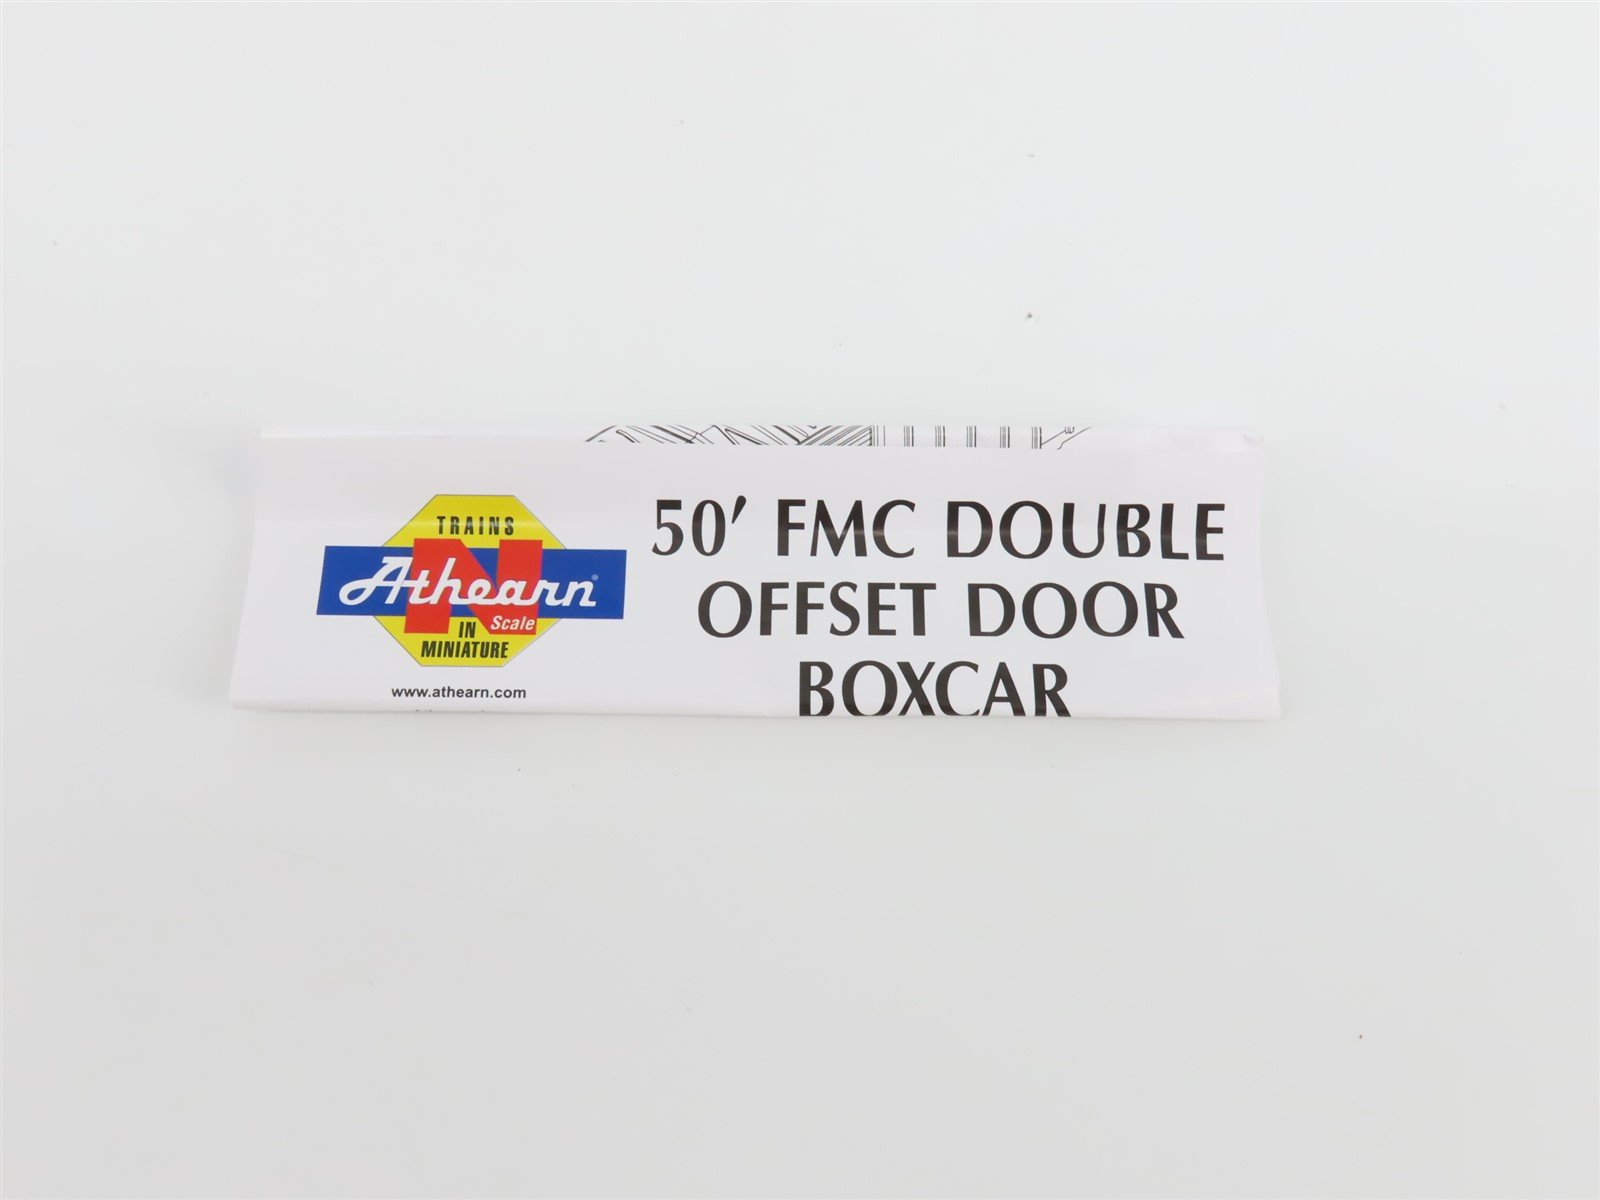 TRAINS
N
Athearn®
Scale
IN
MINIATURE
www.athearn.com
50' FMC DOUBLE
OFFSET DOOR
BOXCAR